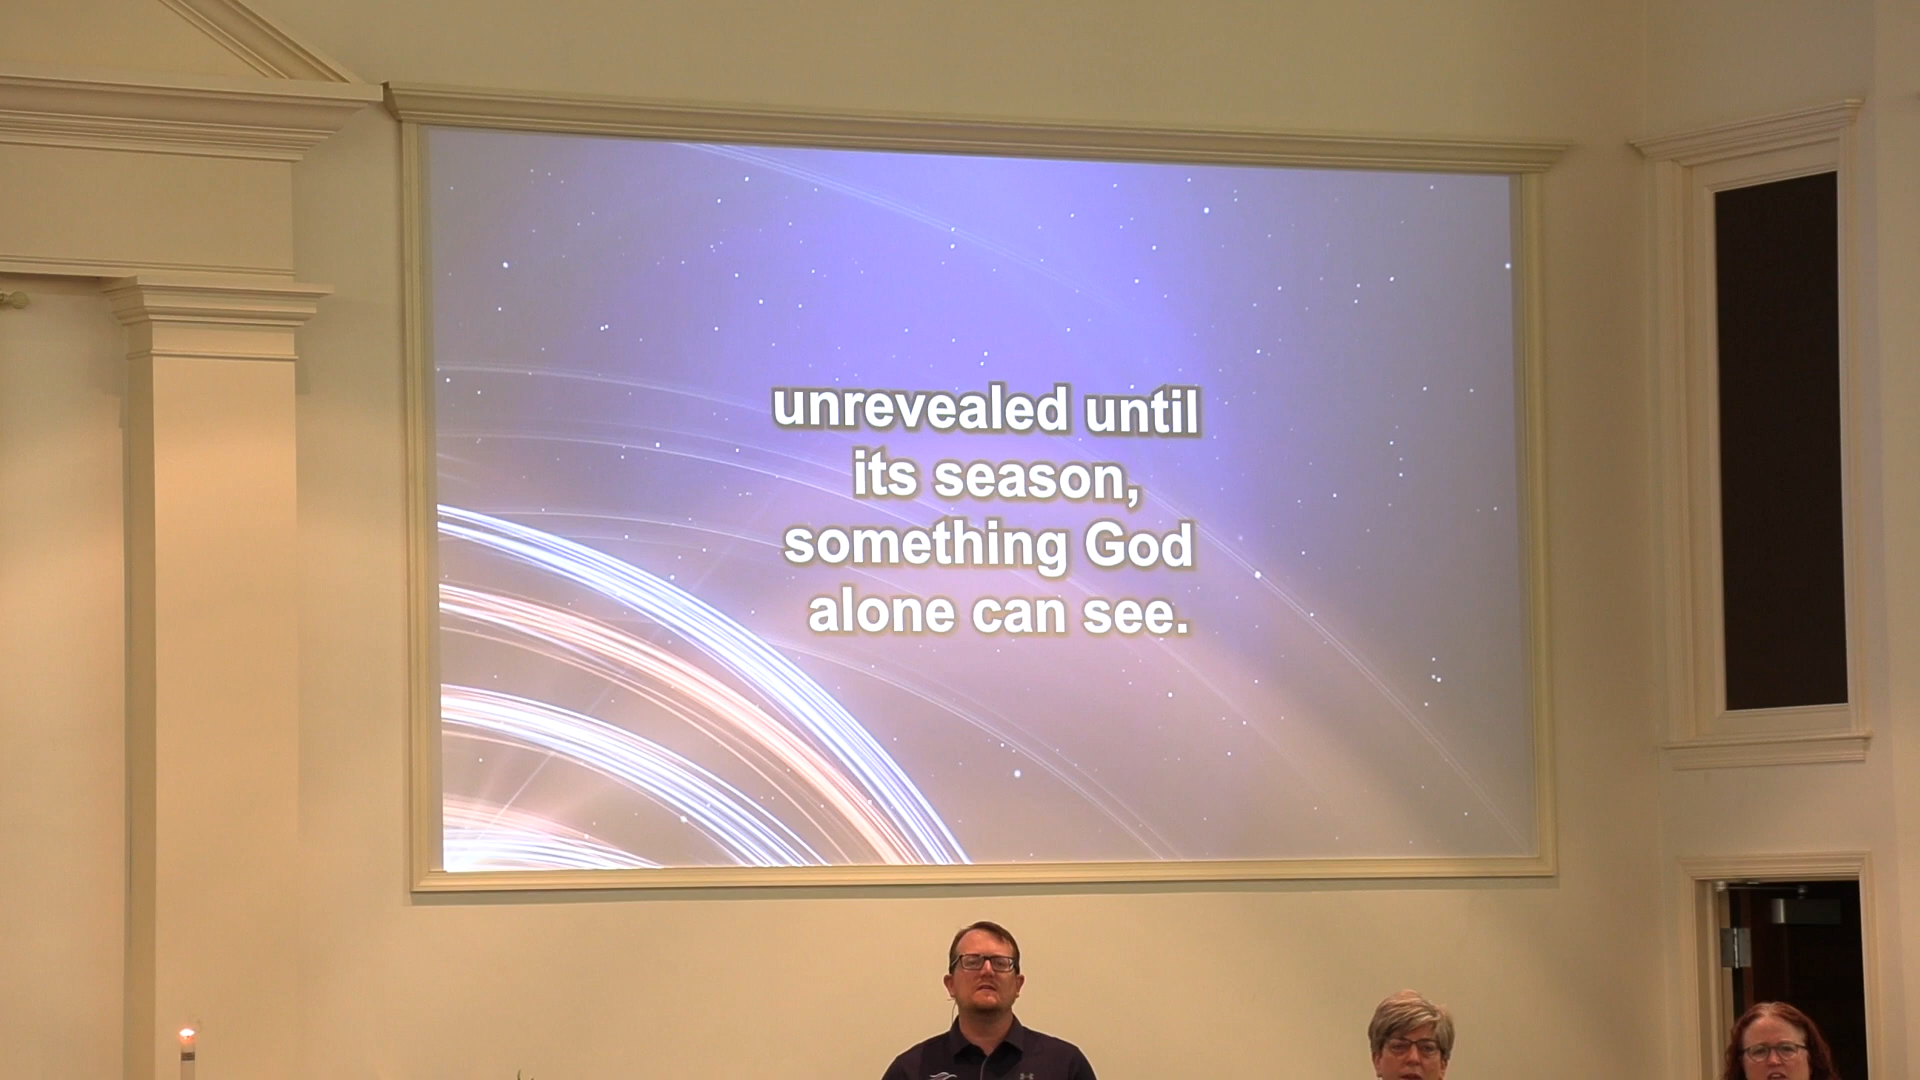 unrevealed until
its season,
something God
alone can see.